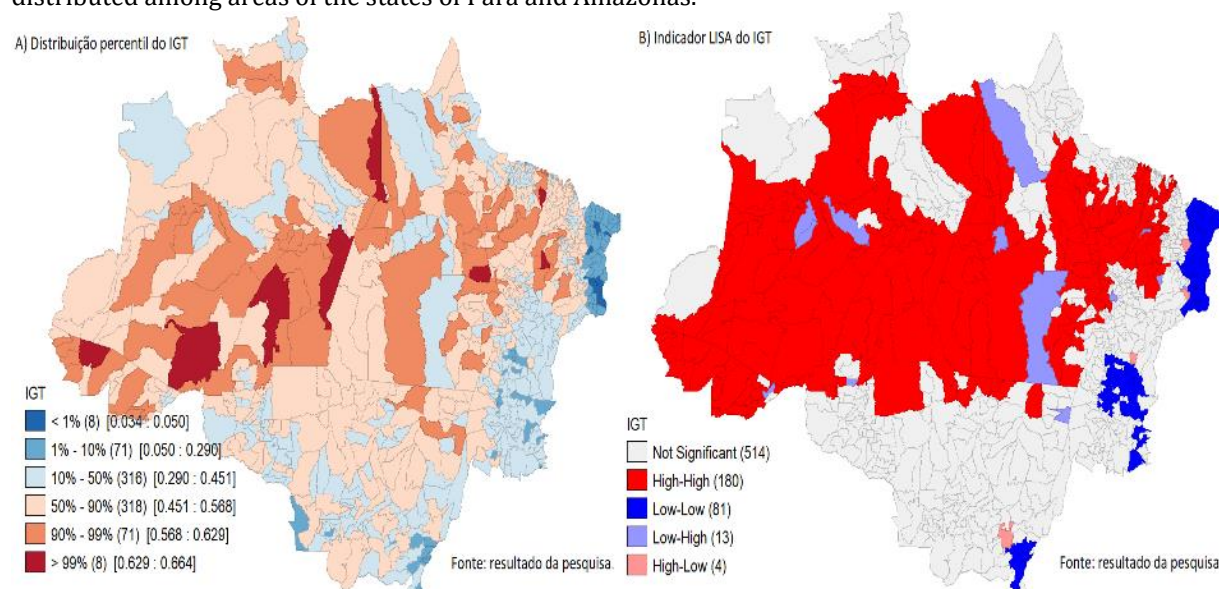 distributed among areas of the states of Pará and Amazonas.
A) Distribuição percentil do IGT
B) Indicador LISA do IGT
IGT
< 1% (8) [0.034 : 0.050]
1% - 10% (71) [0.050 : 0.290]
10% - 50% (316) [0.290 : 0.451]
50% - 90% (318) [0.451 : 0.568]
90% - 99% (71) [0.568 : 0.629]
> 99% (8) [0.629 : 0.664]
Fonte: resultado da pesquisa.
IGT
Not Significant (514)
High-High (180)
Low-Low (81)
Low-High (13)
High-Low (4)
Fonte: resultado da pesquisa